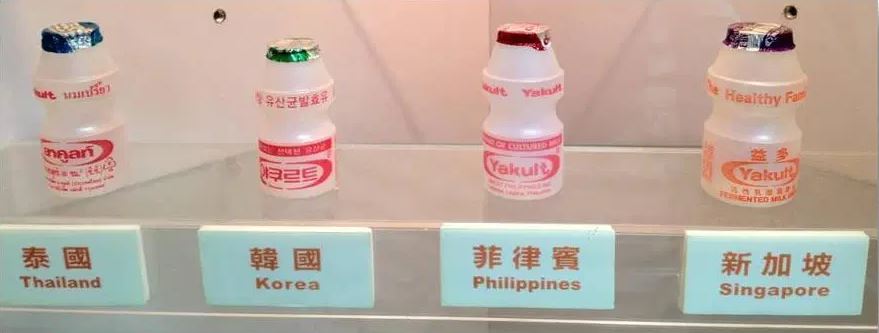 Yakult นมเปรี้ยว
ยาคูลท์
유산균발효유
야쿠르트
Yakult Yakult
OF CULTURED
Yakult
The Healthy
益多
Yakult
FERMENTED MILK
泰國
Thailand
韓國
Korea
菲律賓
Philippines
新加坡
Singapore